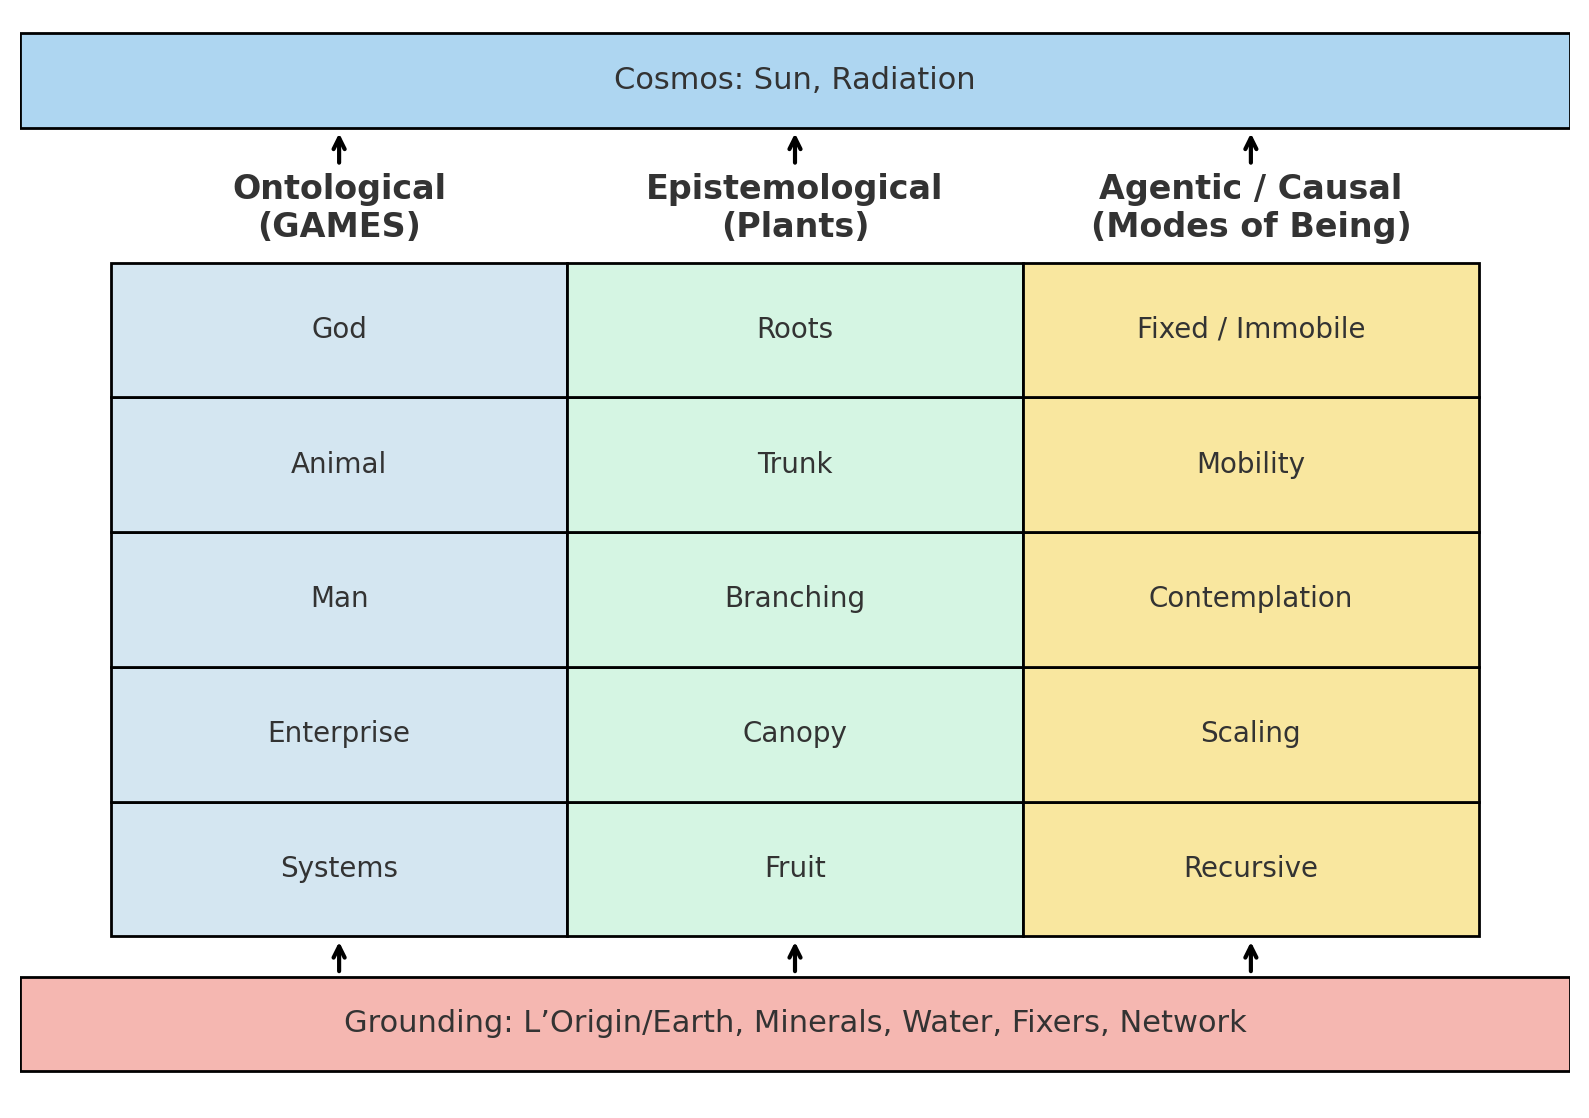 Cosmos: Sun, Radiation
Ontological
(GAMES)
Epistemological
(Plants)
Agentic / Causal
(Modes of Being)
God
Roots
Fixed / Immobile
Animal
Trunk
Mobility
Man
Branching
Contemplation
Enterprise
Canopy
Scaling
Systems
Fruit
Recursive
Grounding: L’Origin/Earth, Minerals, Water, Fixers, Network